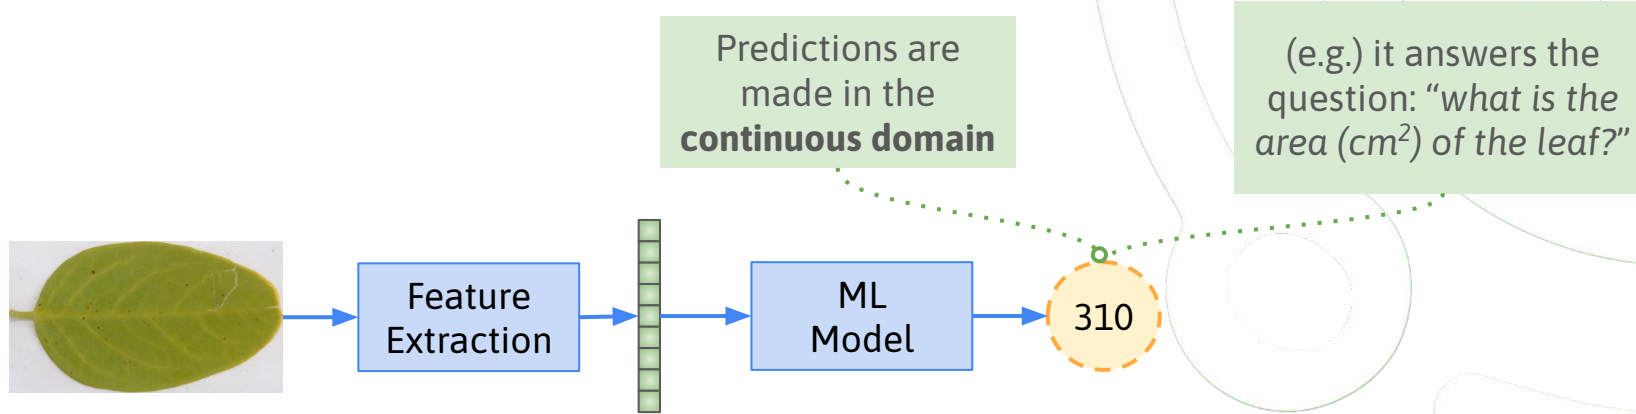 Predictions are
made in the
continuous domain
(e.g.) it answers the
question: “what is the
area (cm²) of the leaf?”
Feature
Extraction
ML
Model
310